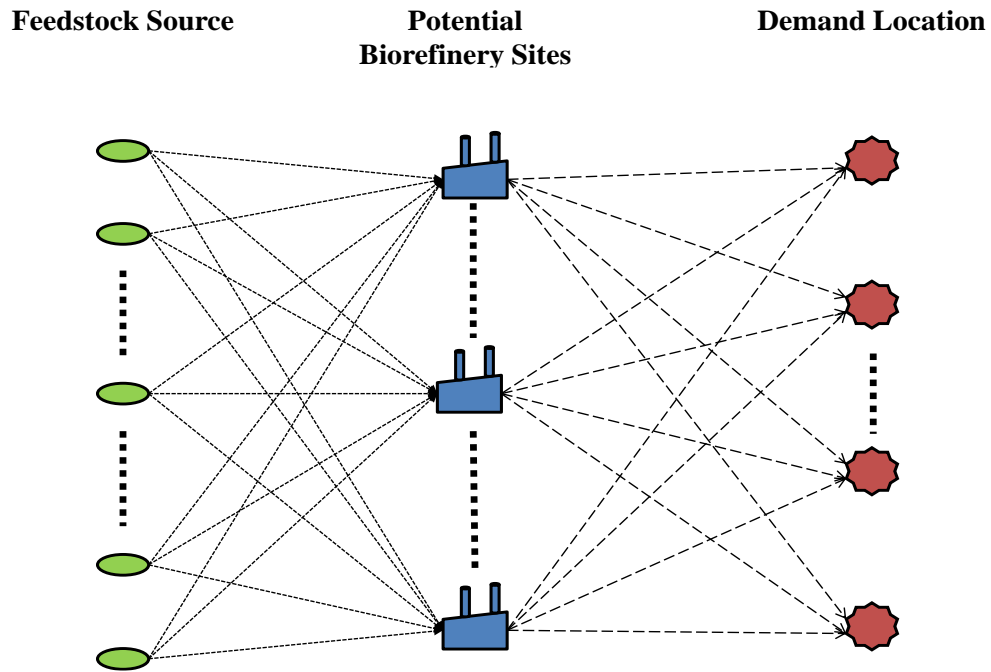 Feedstock Source
Potential
Biorefinery Sites
Demand Location